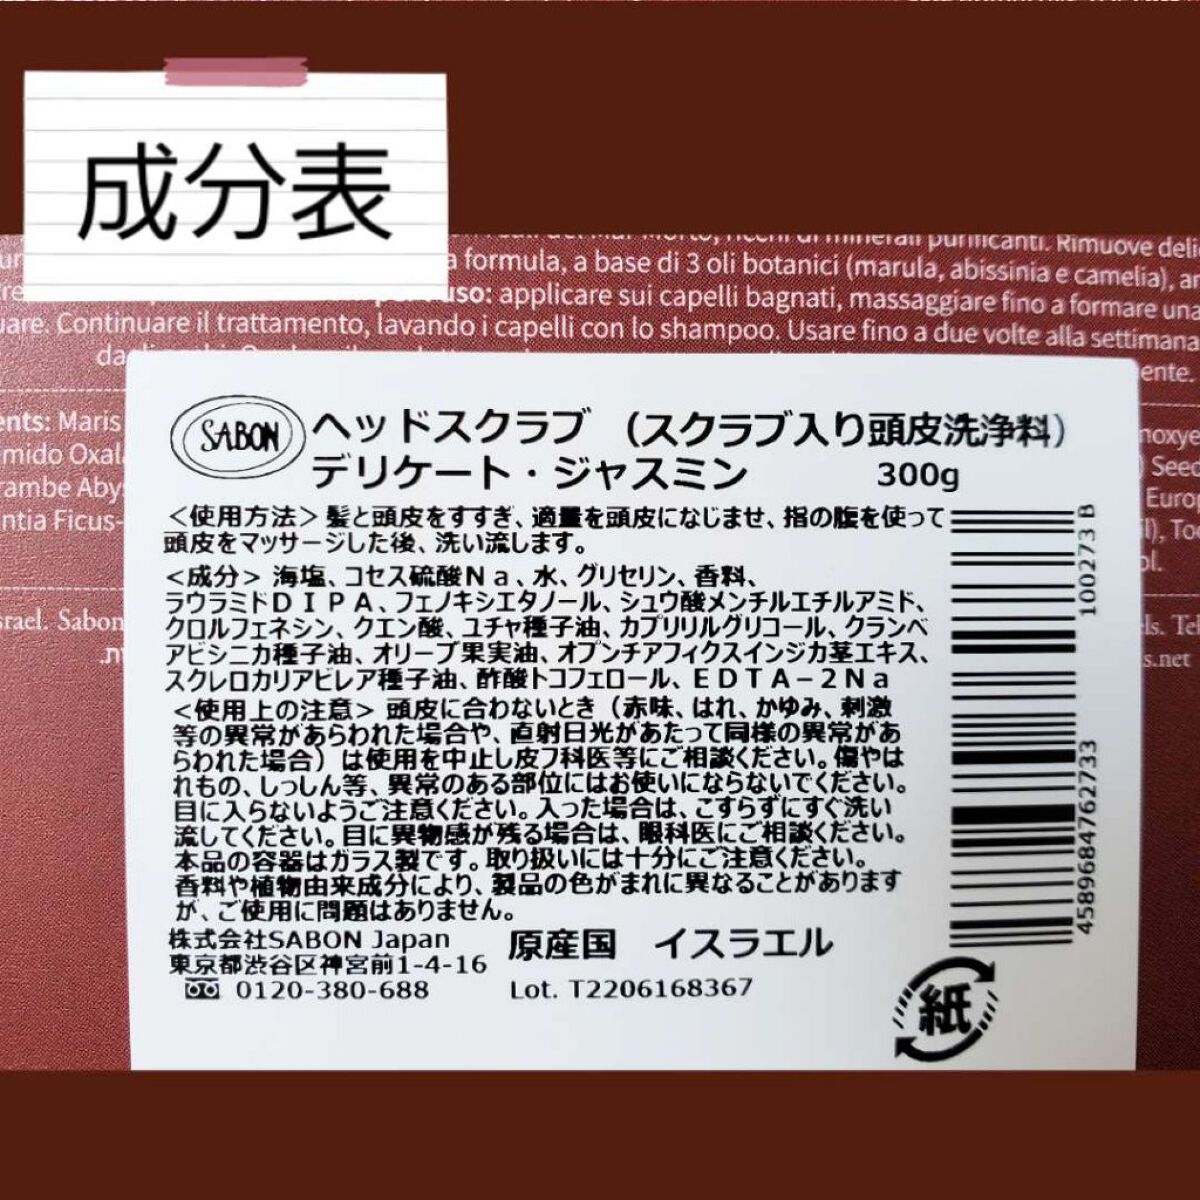 成分表
purificanti. Rimuove
a formula, a base di 3 oli botanici (marula, abissinia e camelia),
uso: applicare sui capelli bagnati, massaggiare fino a formare una
Continuare il trattamento, lavando i capelli con lo shampoo. Usare fino a due volte alla settimana
SABON
ヘッドスクラブ (スクラブ入り頭皮洗浄料)
デリケート・ジャスミン 300g
＜使用方法＞髪と頭皮をすすぎ、適量を頭皮になじませ、指の腹を使って
頭皮をマッサージした後、洗い流します。
＜成分＞海塩、コセス硫酸Ｎａ、水、グリセリン、香料、
ラウラミドＤＩＰＡ、フェノキシエタノール、シュウ酸メンチルエチルアミド、
クロルフェネシン、クエン酸、ユチャ種子油、カプリリルグリコール、クランベ
アビシニカ種子油、オリーブ果実油、オプンチアフィクスインジカ茎エキス、
スクレロカリアビレア種子油、酢酸トコフェロール、ＥＤＴＡ－２Ｎａ
＜使用上の注意＞頭皮に合わないとき（赤味、はれ、かゆみ、刺激
等の異常があらわれた場合や、直射日光があたって同様の異常があ
らわれた場合）は使用を中止し皮フ科医等にご相談ください。傷やは
れもの、しっしん等、異常のある部位にはお使いにならないでください。
目に入らないようご注意ください。入った場合は、こすらずにすぐ洗い
流してください。目に異物感が残る場合は、眼科医にご相談ください。
本品の容器はガラス製です。取り扱いには十分にご注意ください。
香料や植物由来成分により、製品の色がまれに異なることがあります
が、ご使用に問題はありません。
株式会社SABON Japan
東京都渋谷区神宮前1-4-16
0120-380-688
原産国 イスラエル
Lot. T2206168367
100273 B
4589684762733
紙
Maris
Sabon
Seed